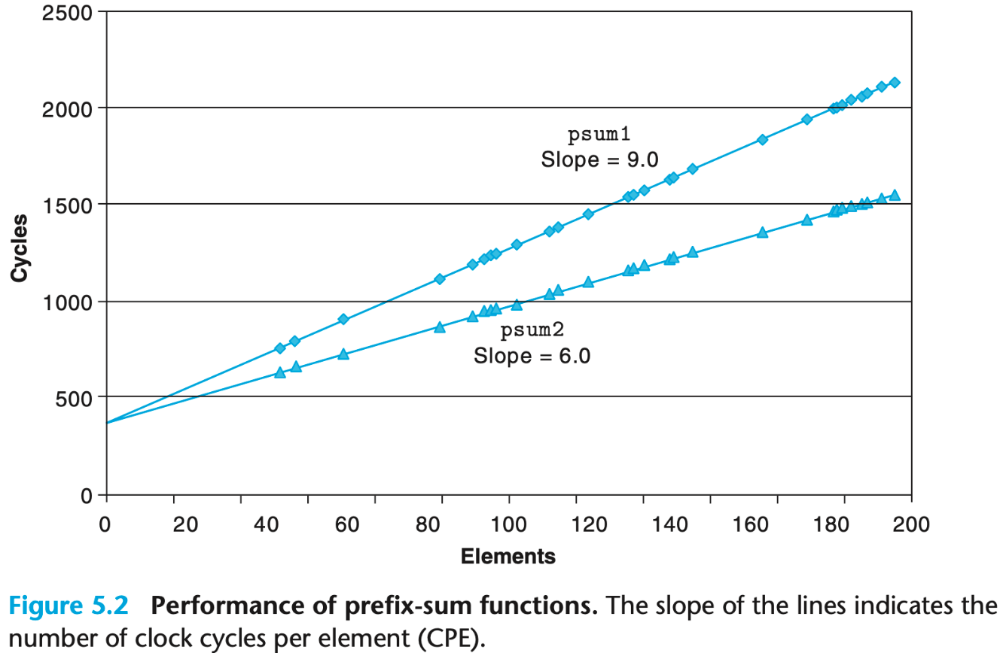 2500
2000
1500
1000
500
0
Cycles
psum1
Slope = 9.0
psum2
Slope = 6.0
0 20 40 60 80 100 120 140 160 180 200
Elements
Figure 5.2 Performance of prefix-sum functions. The slope of the lines indicates the
number of clock cycles per element (CPE).